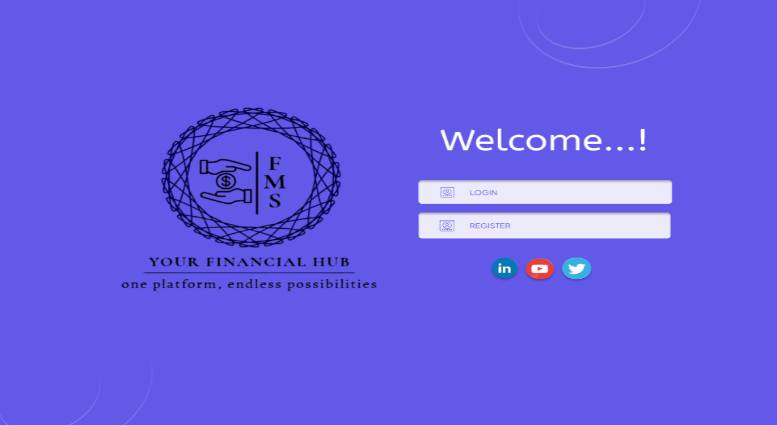 F
M
S
YOUR FINANCIAL HUB
one platform, endless possibilities
Welcome...!
LOGIN
REGISTER
in